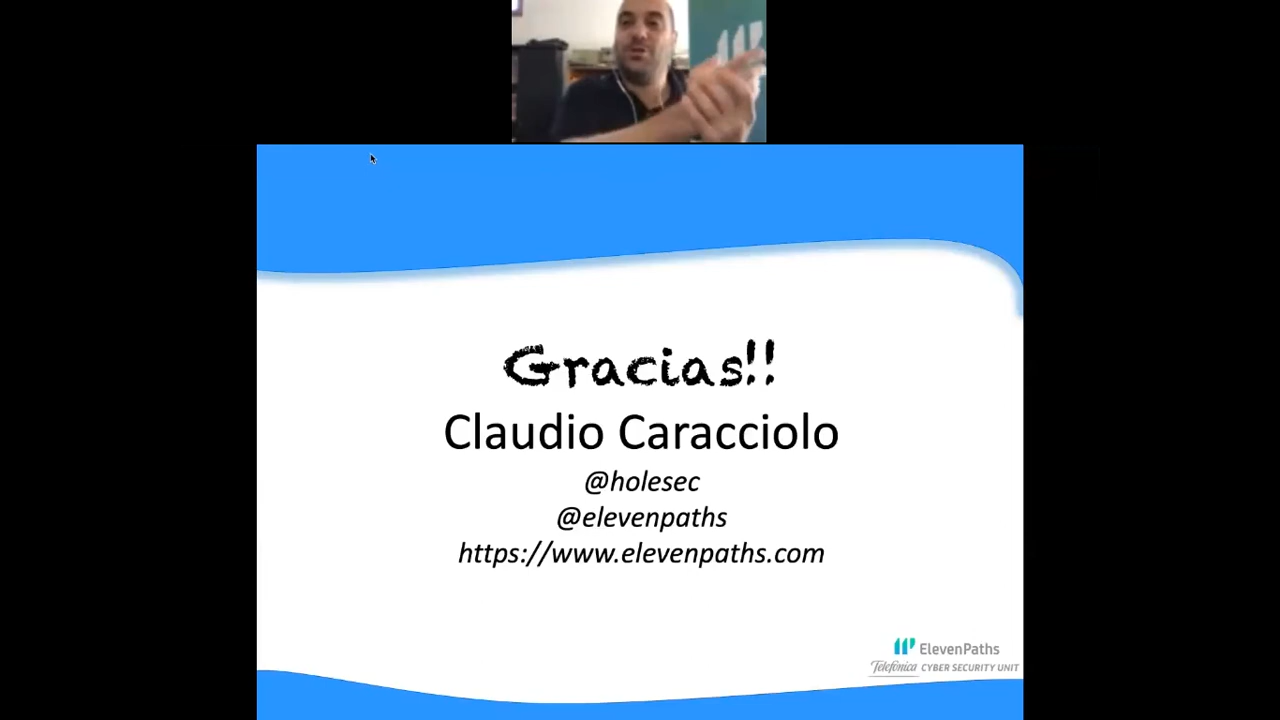 Gracias!!
Claudio Caracciolo
@holesec
@elevenpaths
https://www.elevenpaths.com
ElevenPaths
Telefónica CYBER SECURITY UNIT